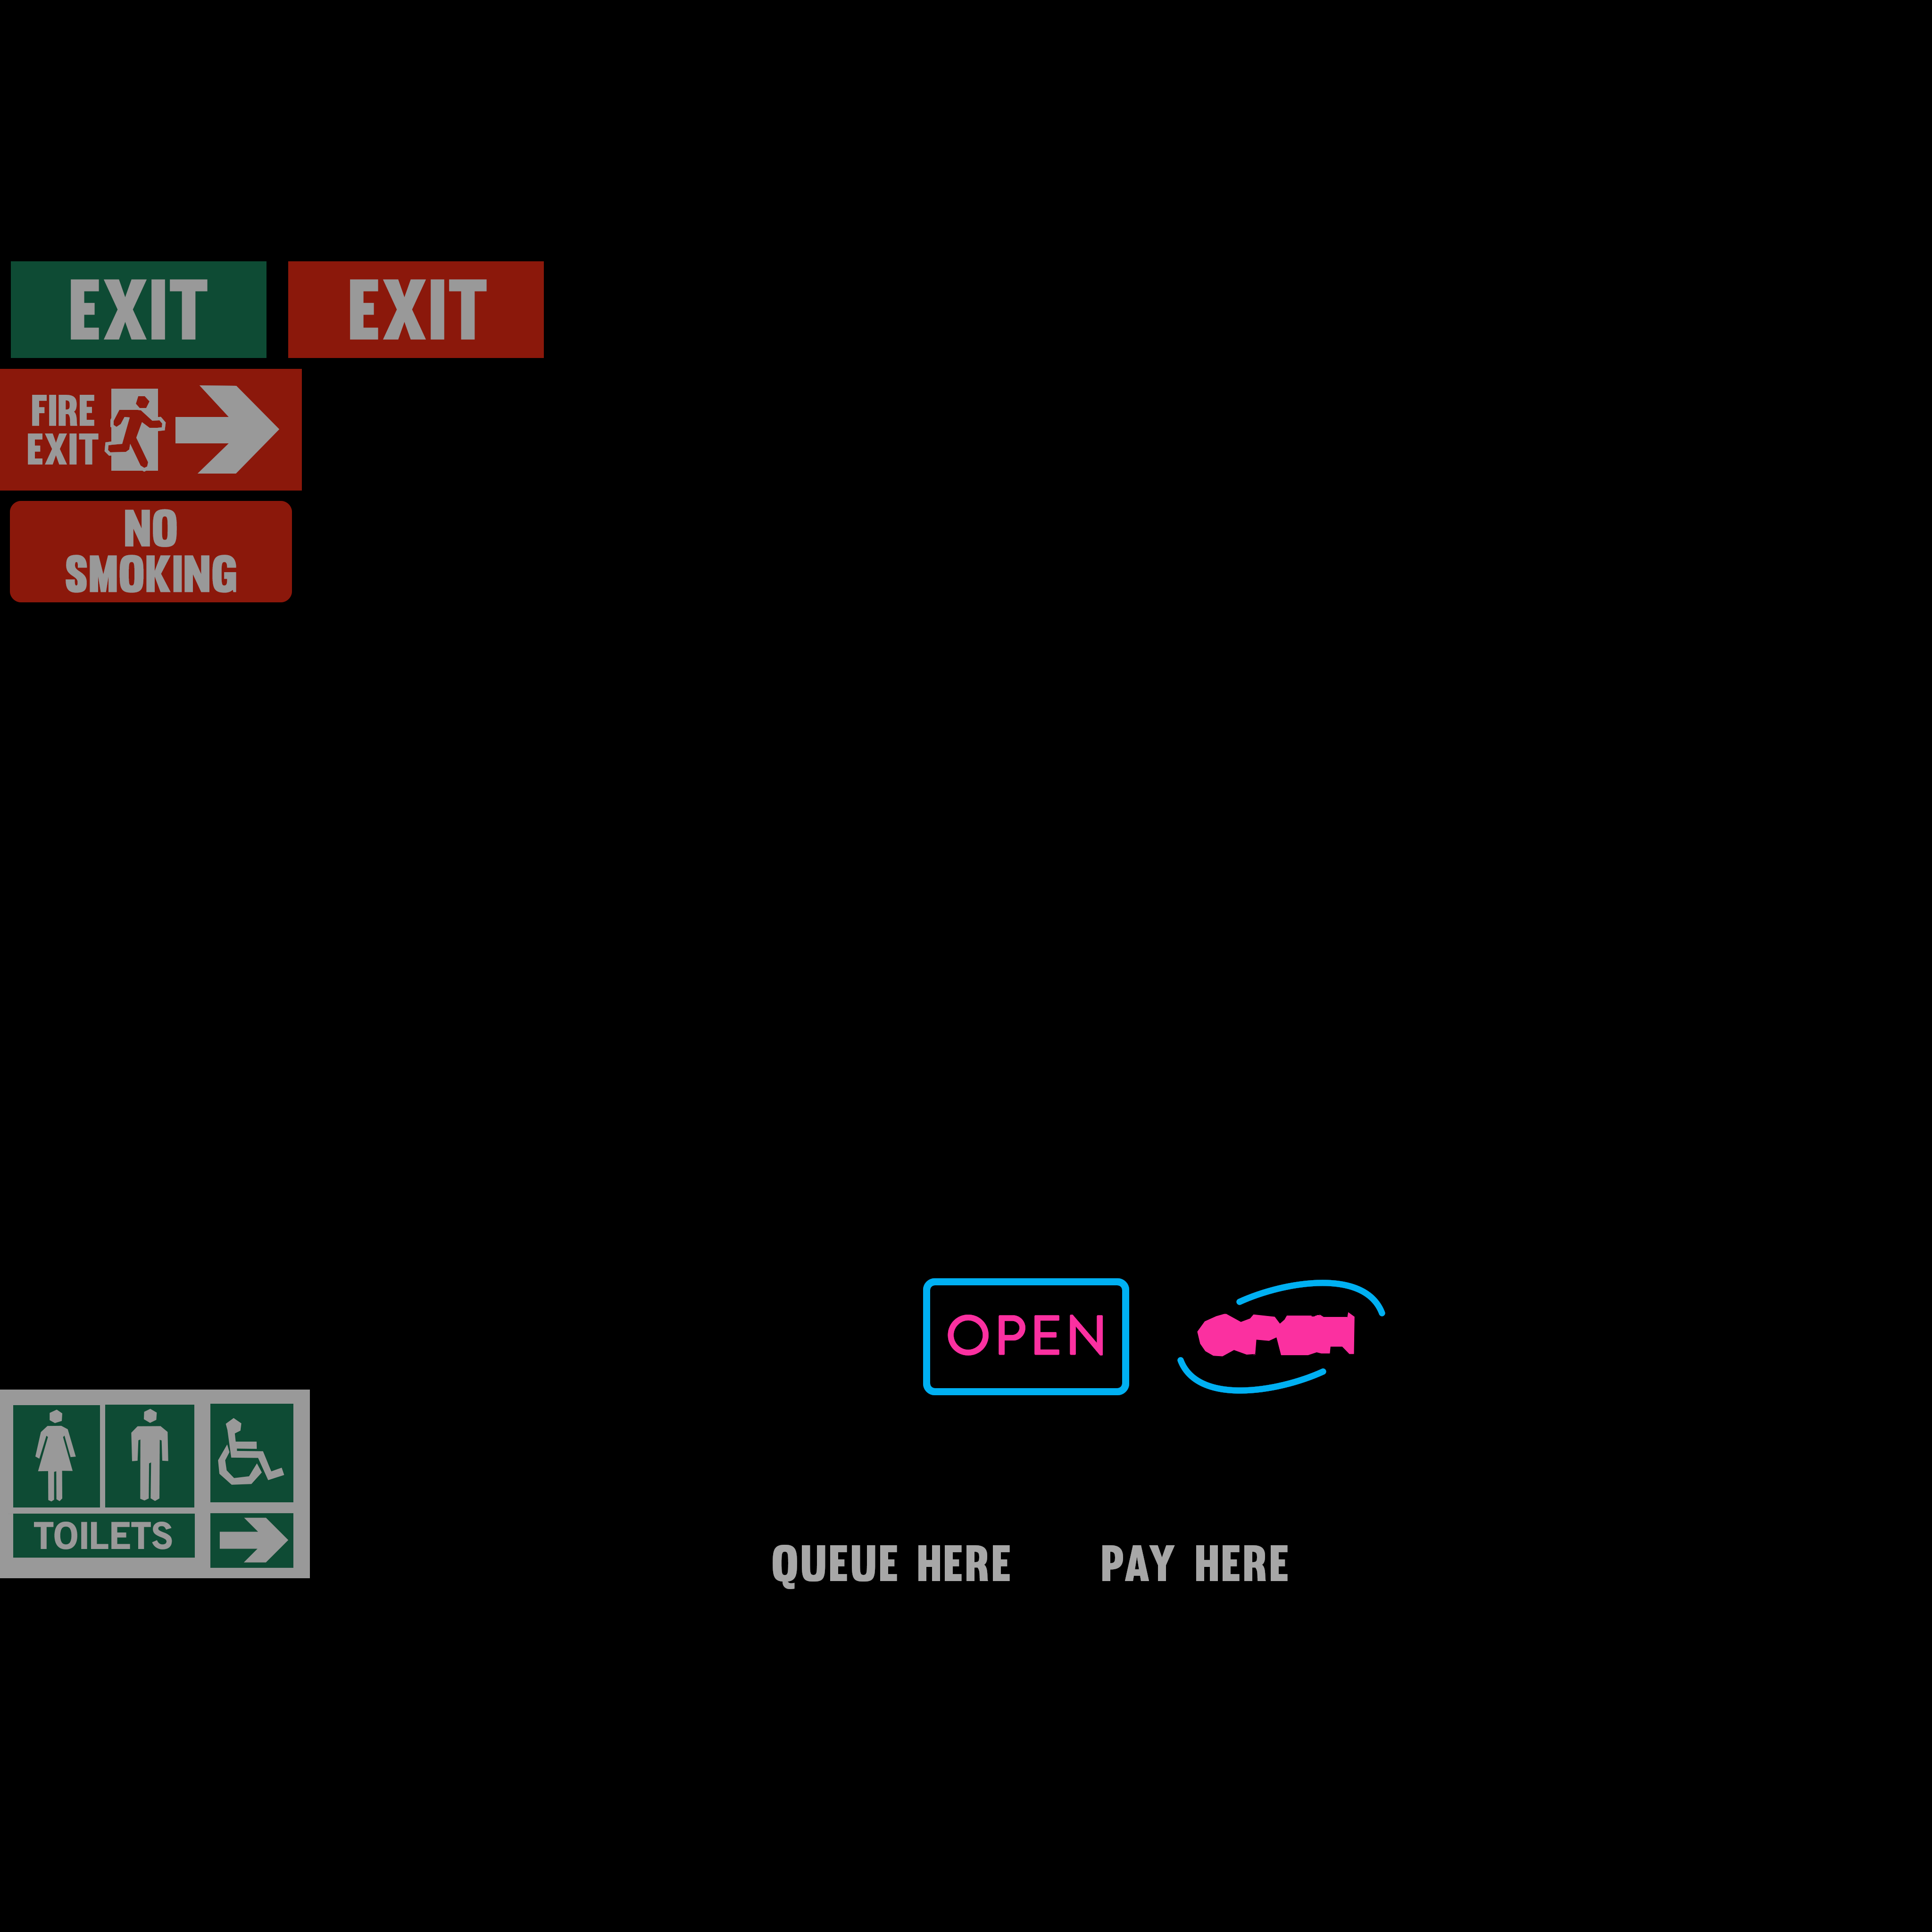 EXIT
EXIT
FIRE
EXIT
NO
SMOKING
OPEN
TOILETS
QUEUE HERE
PAY HERE